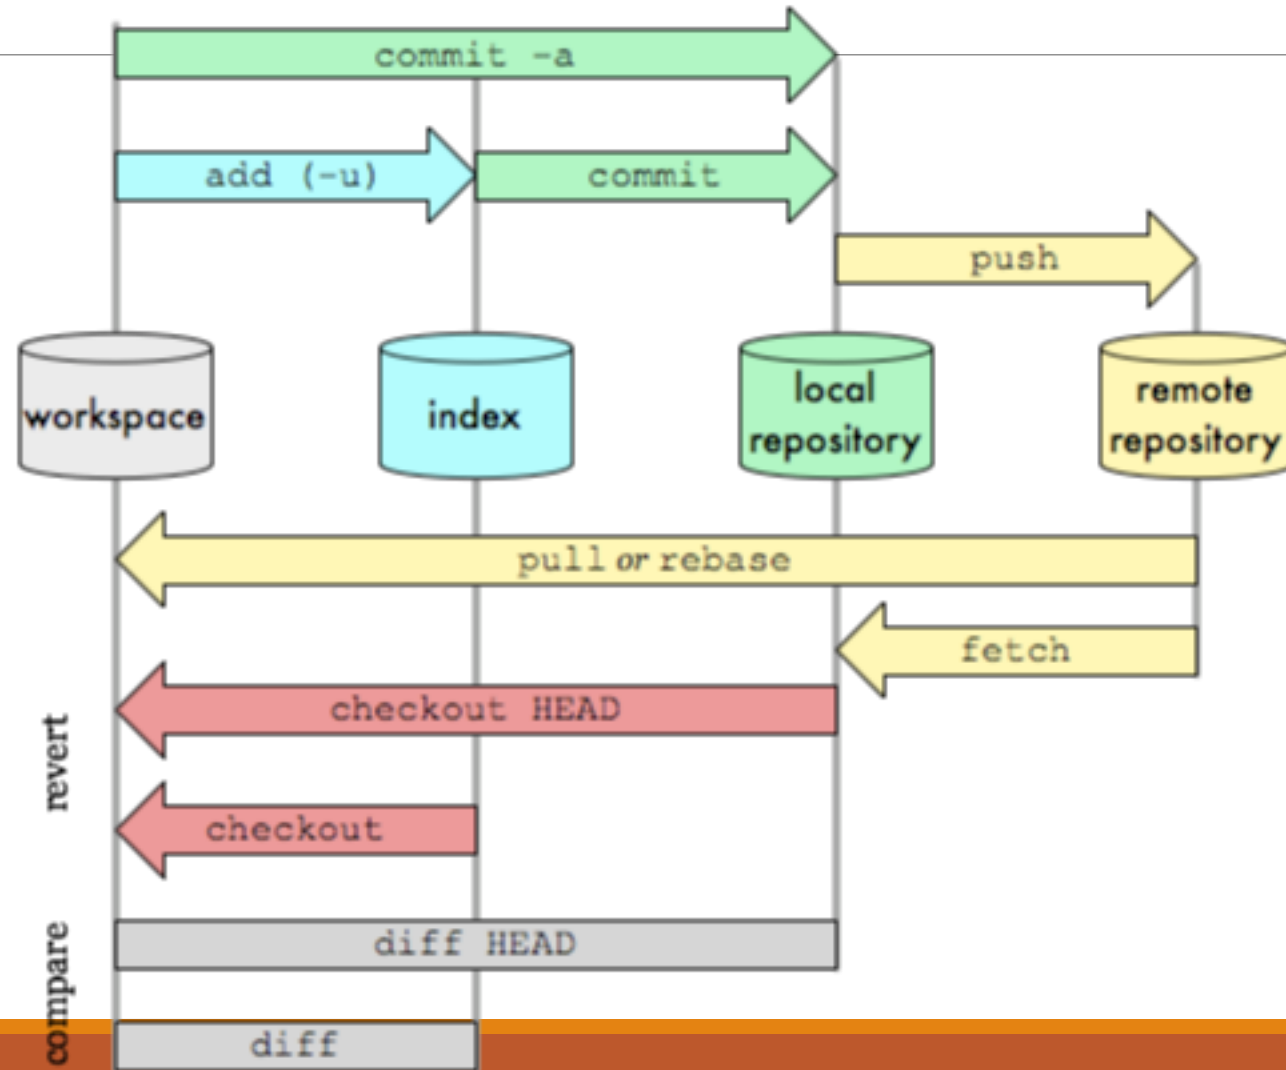 commit -a
add (-u)
commit
push
workspace
index
local
repository
remote
repository
pull or rebase
fetch
revert
checkout HEAD
checkout
compare
diff HEAD
diff